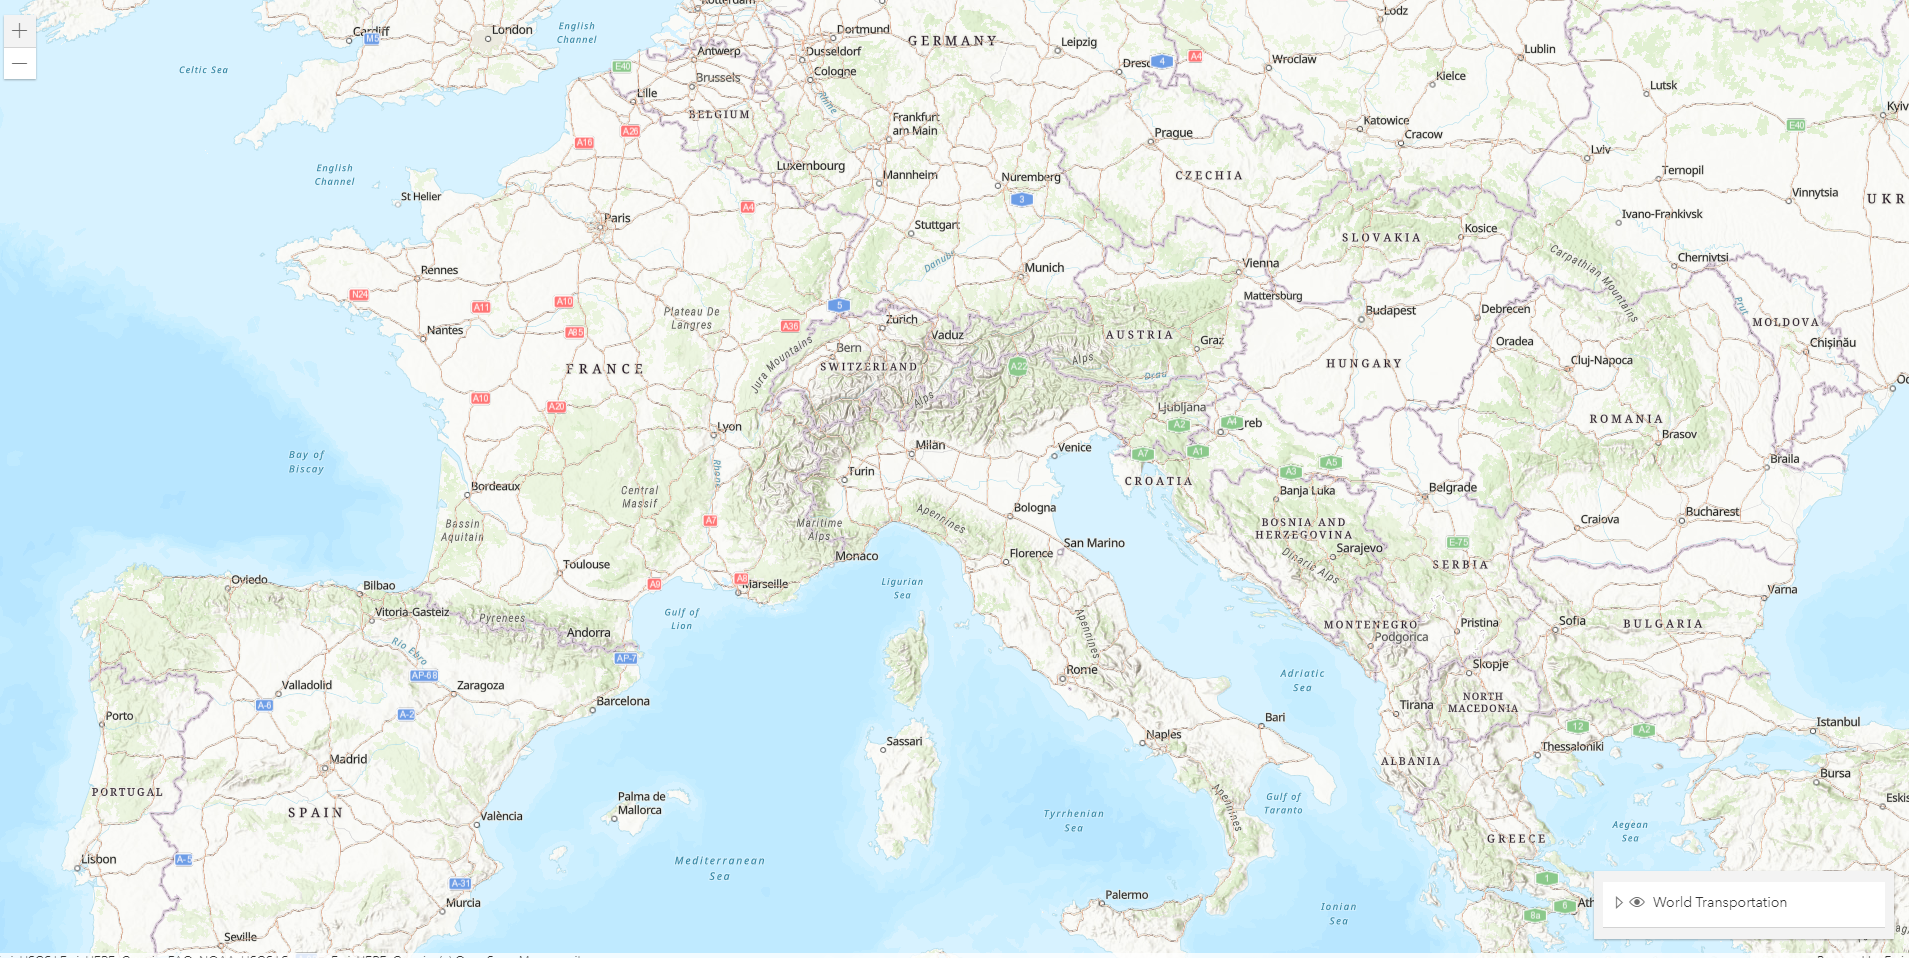 Rotterdam
Lodz
Cardiff
M5
London
English
Channel
Dortmund
GERMANY
Leipzig
Celtic Sea
Antwerp
Dusseldorf
Lublin
E40
Brussels
Cologne
4
A4
Wroclaw
Kielce
Lutsk
Lille
Rhine
BELGIUM
Frankfurt
am Main
Katowice
Kyiv
A26
A16
Prague
Cracow
E40
English
Channel
Luxembourg
Lviv
Mannheim
Nuremberg
CZECHIA
Ternopil
St Helier
A4
3
Vinnytsia
UKR
Paris
Stuttgart
Ivano-Frankivsk
Kosice
SLOVAKIA
Danube
Vienna
Carpathian Mountains
Chernivtsi
Rennes
Munich
N24
A11
A10
5
Mattersburg
Prut
Plateau De
Langres
Zurich
Budapest
Debrecen
MOLDOVA
Nantes
A85
A36
Vaduz
AUSTRIA
Graz
Oradea
Chișinău
Bern
Jura Mountains
SWITZERLAND
A22
Alps
Drau
HUNGARY
Cluj-Napoca
FRANCE
A10
A20
Alps
Ljubljana
Lyon
A2
A4
reb
ROMANIA
Brasov
Bay of
Biscay
Milan
Venice
A7
A1
A3
A5
Braila
Rhone
Turin
CROATIA
Bordeaux
Central
Massif
Banja Luka
Belgrade
Bassin
Aquitain
A7
Maritime
Alps
Apennines
Bologna
BOSNIA AND
HERZEGOVINA
Craiova
Bucharest
Monaco
Florence
San Marino
Sarajevo
E-75
Dinaric Alps
SERBIA
Toulouse
Oviedo
Bilbao
A9
A8
Marseille
Ligurian
Sea
Varna
Vitoria-Gasteiz
Pyrenees
Gulf of
Lion
Apennines
MONTENEGRO
Podgorica
Pristina
Sofia
BULGARIA
Andorra
Rio Ebro
AP-7
AP-68
Rome
Adriatic
Sea
Skopje
Valladolid
Zaragoza
A-6
A-2
Barcelona
NORTH
MACEDONIA
Tirana
Porto
Sassari
Naples
Bari
12
A2
Istanbul
Thessaloniki
Madrid
ALBANIA
Bursa
PORTUGAL
Palma de
Mallorca
Apennines
Gulf of
Taranto
SPAIN
València
Tyrrhenian
Sea
Aegean
Sea
GREECE
Lisbon
A-5
Mediterranean
Sea
A-31
1
Murcia
Palermo
Ionian
Sea
6
Ath
8a
World Transportation
Seville